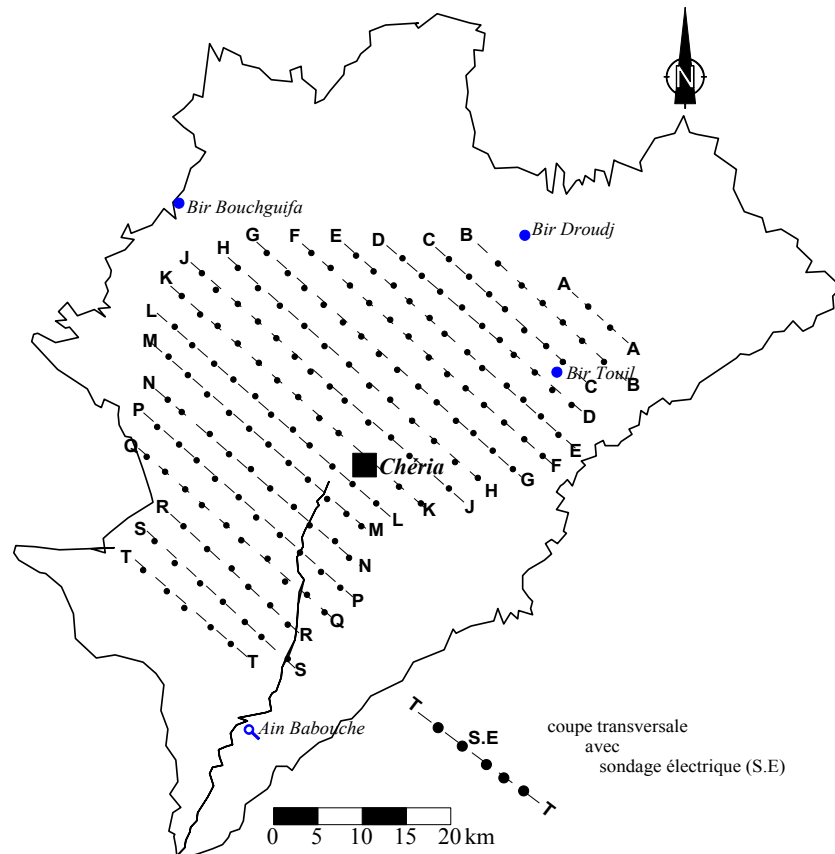 N
Bir Bouchguifa
Bir Droudj
B
C
D
E
F
G
H
J
K
L
M
N
P
Q
R
S
T
A
A
B
C
Bir Touil
D
E
F
G
H
J
K
L
M
N
P
Q
R
S
T
Chéria
Ain Babouche
T
S.E
T
coupe transversale
avec
sondage électrique (S.E)
0 5 10 15 20 km